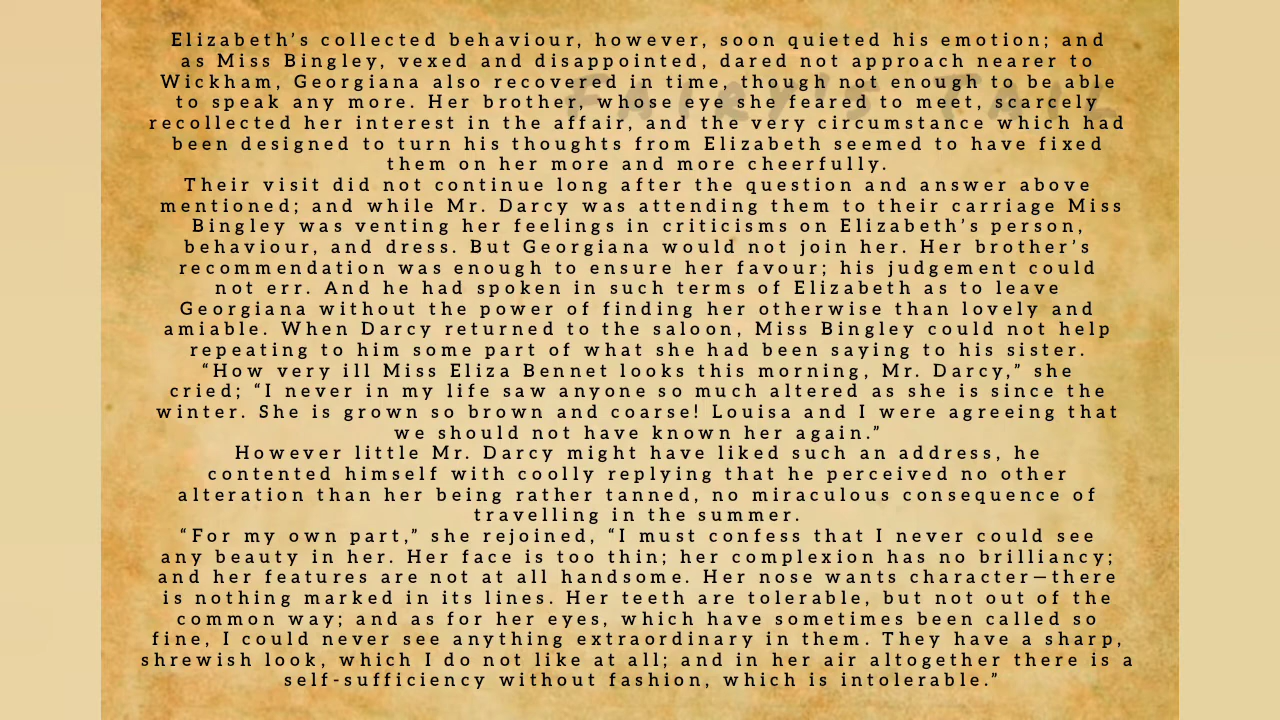 Elizabeth’s collected behaviour, however, soon quieted his emotion; and
as Miss Bingley, vexed and disappointed, dared not approach nearer to
Wickham, Georgiana also recovered in time, though not enough to be able
to speak any more. Her brother, whose eye she feared to meet, scarcely
recollected her interest in the affair, and the very circumstance which had
been designed to turn his thoughts from Elizabeth seemed to have fixed
them on her more and more cheerfully.
Their visit did not continue long after the question and answer above
mentioned; and while Mr. Darcy was attending them to their carriage Miss
Bingley was venting her feelings in criticisms on Elizabeth’s person,
behaviour, and dress. But Georgiana would not join her. Her brother’s
recommendation was enough to ensure her favour; his judgement could
not err. And he had spoken in such terms of Elizabeth as to leave
Georgiana without the power of finding her otherwise than lovely and
amiable. When Darcy returned to the saloon, Miss Bingley could not help
repeating to him some part of what she had been saying to his sister.
“How very ill Miss Eliza Bennet looks this morning, Mr. Darcy,” she
cried; “I never in my life saw anyone so much altered as she is since the
winter. She is grown so brown and coarse! Louisa and I were agreeing that
we should not have known her again.”
However little Mr. Darcy might have liked such an address, he
contented himself with coolly replying that he perceived no other
alteration than her being rather tanned, no miraculous consequence of
travelling in the summer.
“For my own part,” she rejoined, “I must confess that I never could see
any beauty in her. Her face is too thin; her complexion has no brilliancy;
and her features are not at all handsome. Her nose wants character—there
is nothing marked in its lines. Her teeth are tolerable, but not out of the
common way; and as for her eyes, which have sometimes been called so
fine, I could never see anything extraordinary in them. They have a sharp,
shrewish look, which I do not like at all; and in her air altogether there is a
self-sufficiency without fashion, which is intolerable.”